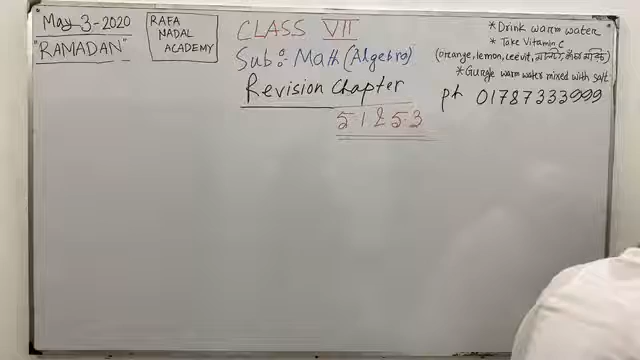 May 3-2020
"RAMADAN"
RAFA
NADAL
ACADEMY
CLASS VII
Sub: Math (Algebra)
Revision Chapter
5.1 & 5.3
* Drink warm water
* Take Vitamin C
(orange, lemon, ceevit,
* Gurgle warm water mixed with salt
ph 01787333999